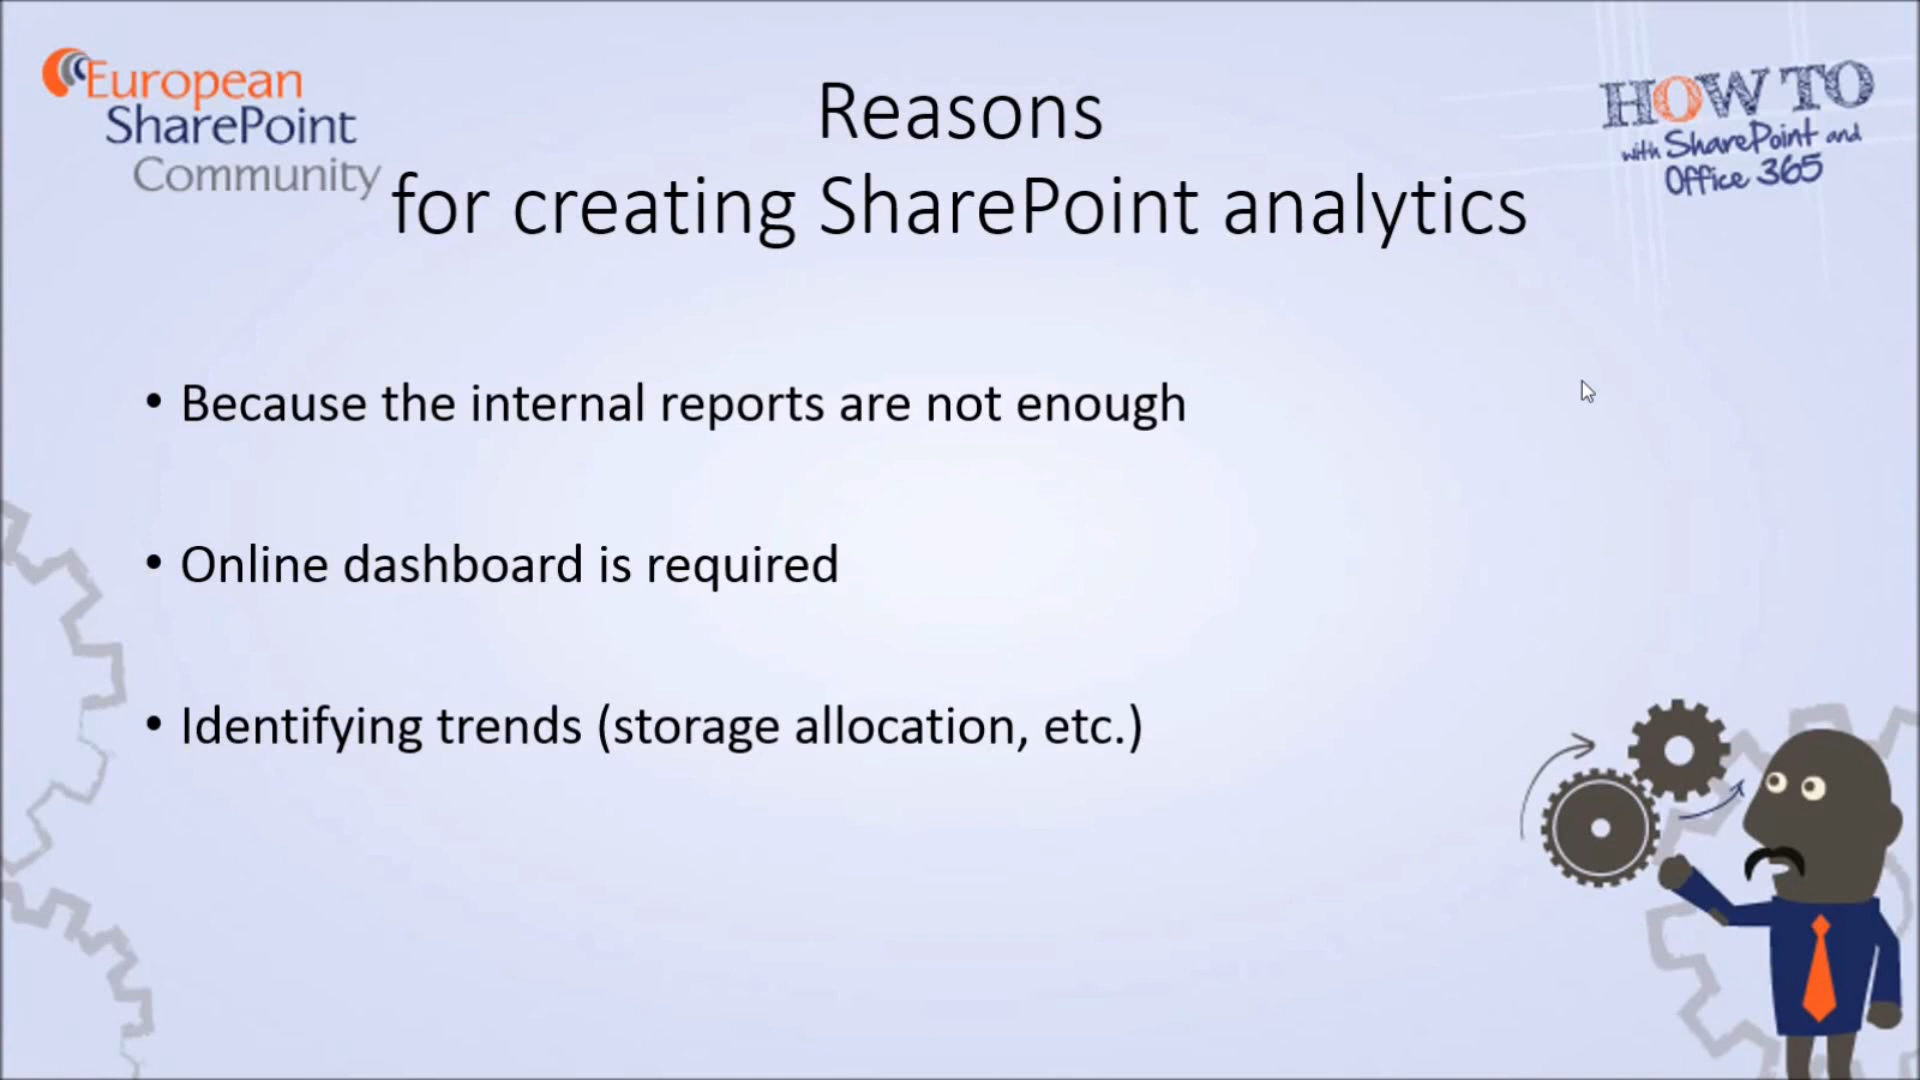 European
SharePoint
Community
HOW TO
with SharePoint and
Office 365
Reasons
for creating SharePoint analytics
• Because the internal reports are not enough
• Online dashboard is required
• Identifying trends (storage allocation, etc.)